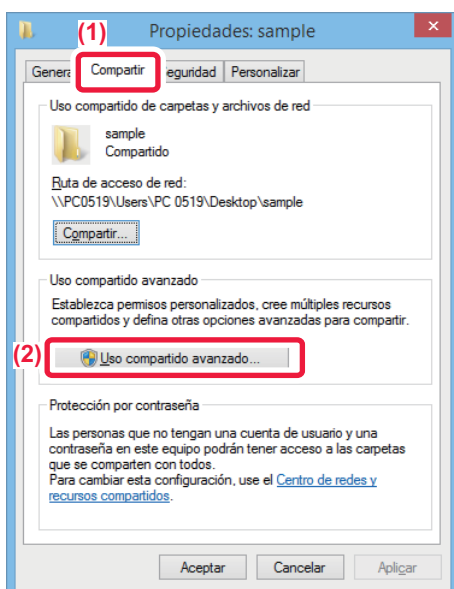 (1)
Propiedades: sample
Genera Compartir eguridad Personalizar
Uso compartido de carpetas y archivos de red
sample
Compartido
Ruta de acceso de red:
\\PC0519\Users\PC 0519\Desktop\sample
Compartir...
Uso compartido avanzado
Establezca permisos personalizados, cree múltiples recursos
compartidos y defina otras opciones avanzadas para compartir.
(2)
Uso compartido avanzado...
Protección por contraseña
Las personas que no tengan una cuenta de usuario y una
contraseña en este equipo podrán tener acceso a las carpetas
que se comparten con todos.
Para cambiar esta configuración, use el Centro de redes y
recursos compartidos.
Aceptar Cancelar Aplicar